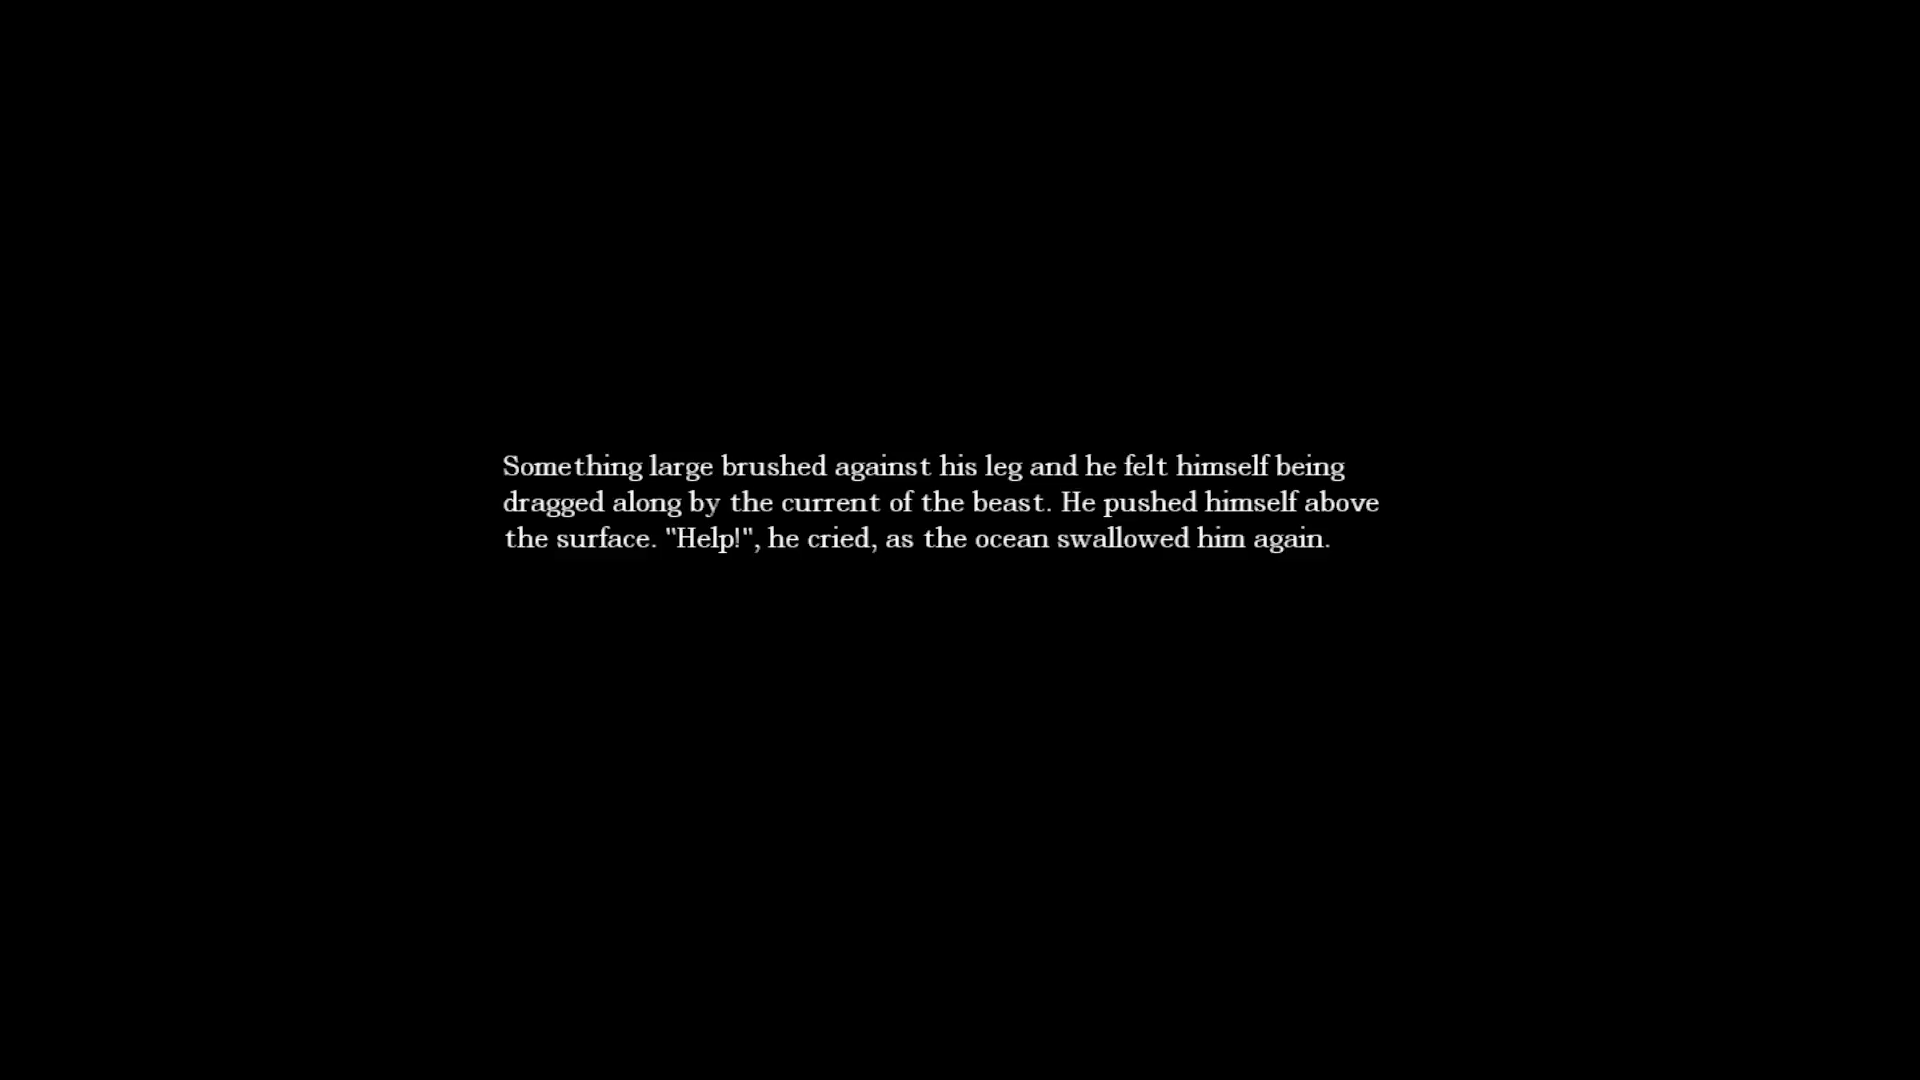 Something large brushed against his leg and he felt himself being
dragged along by the current of the beast. He pushed himself above
the surface. "Help!", he cried, as the ocean swallowed him again.